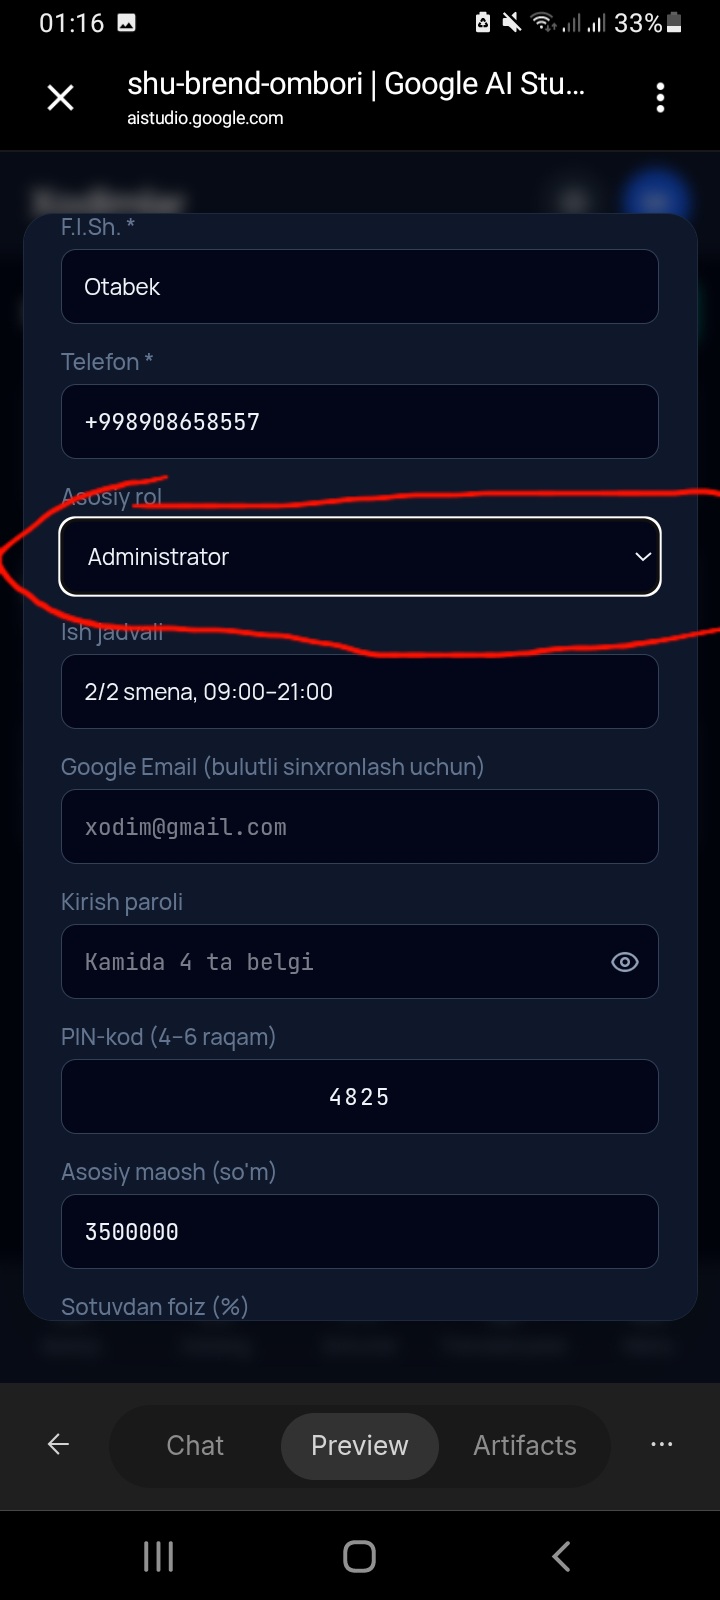 01:16
33%
shu-brend-ombori | Google AI Stu...
aistudio.google.com
F.I.Sh. *
Otabek
Telefon *
+998908658557
Asosiy rol
Administrator
Ish jadvali
2/2 smena, 09:00–21:00
Google Email (bulutli sinxronlash uchun)
xodim@gmail.com
Kirish paroli
Kamida 4 ta belgi
PIN-kod (4–6 raqam)
4825
Asosiy maosh (so'm)
3500000
Sotuvdan foiz (%)
Chat
Preview
Artifacts